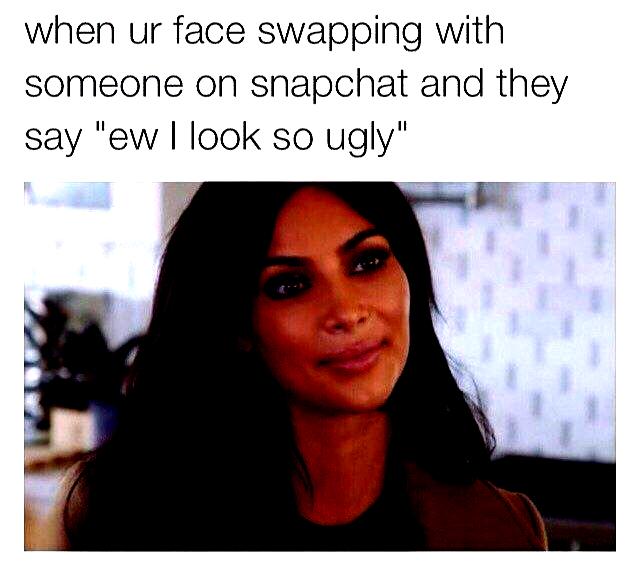 when ur face swapping with
someone on snapchat and they
say "ew I look so ugly"